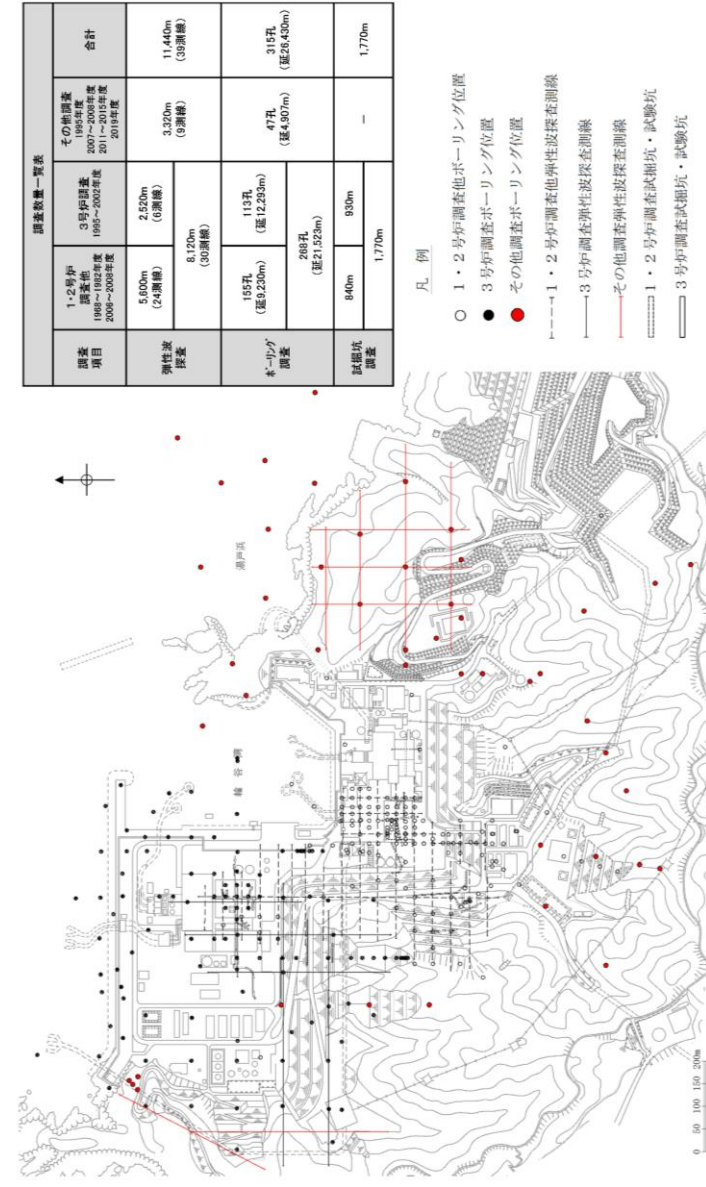 調査数量一覧表
調査
項目
1・2号炉
調査他
1968～1982年度
2006～2008年度
3号炉調査
1995～2002年度
その他調査
1995年度
2007～2008年度
2011～2015年度
2019年度
合計
弾性波
探査
5,600m
(24測線)
2,520m
(6測線)
8,120m
(30測線)
3,320m
(9測線)
11,440m
(39測線)
ﾎﾞｰﾘﾝｸﾞ
調査
155孔
(延9,230m)
113孔
(延12,293m)
268孔
(延21,523m)
47孔
(延4,907m)
315孔
(延26,430m)
試掘坑
調査
840m
930m
1,770m
－
1,770m
凡 例
1・2号炉調査他ボーリング位置
3号炉調査ボーリング位置
その他調査ボーリング位置
1・2号炉調査他弾性波探査測線
3号炉調査弾性波探査測線
その他調査弾性波探査測線
1・2号炉調査試掘坑・試験坑
3号炉調査試掘坑・試験坑
輪谷湾
0 50 100 150 200m